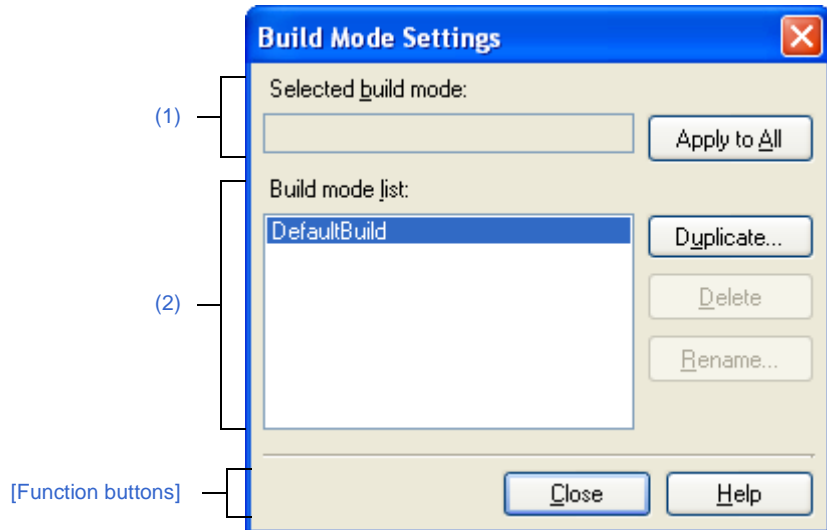 Build Mode Settings
(1)
Selected build mode:
Apply to All
(2)
Build mode list:
DefaultBuild
Duplicate...
Delete
Rename...
[Function buttons]
Close
Help